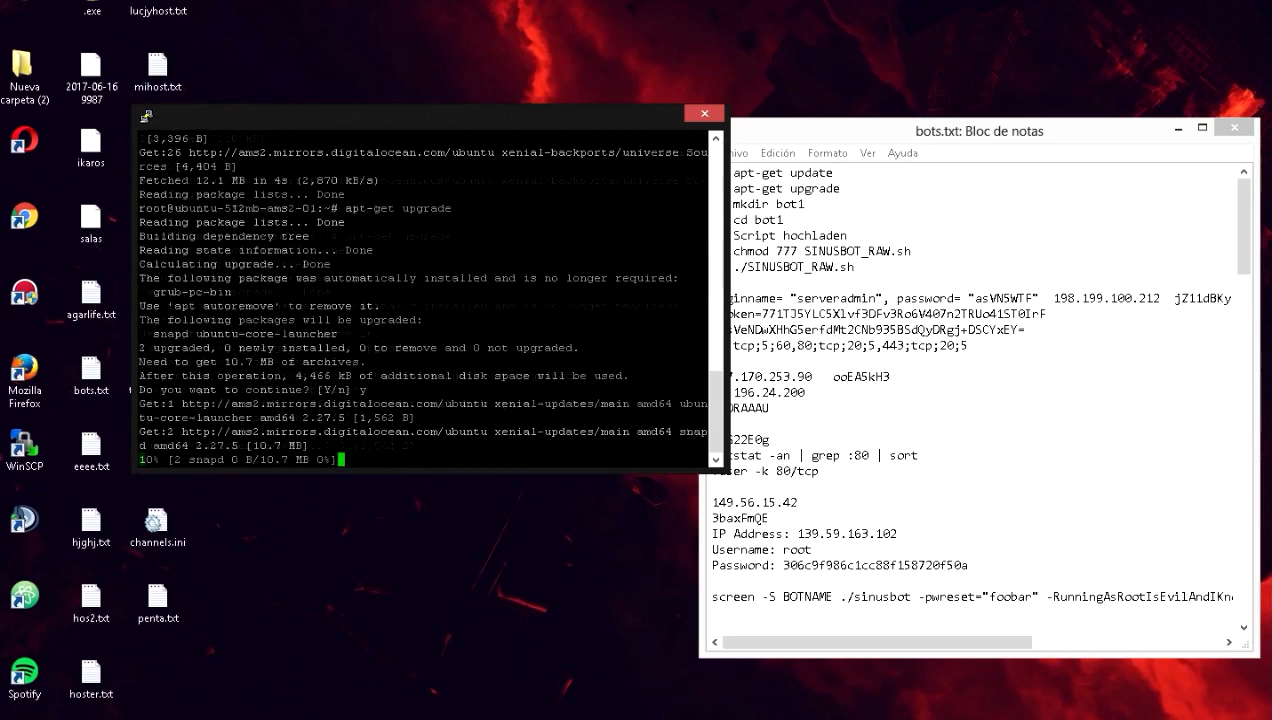 .exe
lucjyhost.txt
Nueva
carpeta (2)
2017-06-16
9987
mihost.txt
ikaros
salas
agarlife.txt
Mozilla
Firefox
bots.txt
WinSCP
eeee.txt
hjghj.txt
channels.ini
hos2.txt
penta.txt
Spotify
hoster.txt
[3,396 B]
Get:26 http://ams2.mirrors.digitalocean.com/ubuntu xenial-backports/universe Sou
rces [4,404 B]
Fetched 12.1 MB in 4s (2,870 kB/s)
Reading package lists... Done
root@ubuntu-512mb-ams2-01:~# apt-get upgrade
Reading package lists... Done
Building dependency tree
Reading state information... Done
Calculating upgrade... Done
The following package was automatically installed and is no longer required:
grub-pc-bin
Use 'apt autoremove' to remove it.
The following packages will be upgraded:
snapd ubuntu-core-launcher
2 upgraded, 0 newly installed, 0 to remove and 0 not upgraded.
Need to get 10.7 MB of archives.
After this operation, 4,466 kB of additional disk space will be used.
Do you want to continue? [Y/n] y
Get:1 http://ams2.mirrors.digitalocean.com/ubuntu xenial-updates/main amd64 ubun
tu-core-launcher amd64 2.27.5 [1,562 B]
Get:2 http://ams2.mirrors.digitalocean.com/ubuntu xenial-updates/main amd64 snap
d amd64 2.27.5 [10.7 MB]
10% [2 snapd 0 B/10.7 MB 0%]
bots.txt: Bloc de notas
ivo Edición Formato Ver Ayuda
apt-get update
apt-get upgrade
mkdir bot1
cd bot1
Script hochladen
chmod 777 SINUSBOT_RAW.sh
./SINUSBOT_RAW.sh
ginname= "serveradmin", password= "asVN5WTF" 198.199.100.212 jZ11dBKy
oken=771TJ5YLC5Xlvf3DFv3Ro6V407n2TRUo41ST0IrF
sVeNDwXHhG5erfdMt2CNb935BSdQyDRgj+DSCYxEY=
tcp;5;60,80;tcp;20;5,443;tcp;20;5
7.170.253.90 ooEA5kH3
196.24.200
ORAAAU
G22E0g
tstat -an | grep :80 | sort
user -k 80/tcp
149.56.15.42
3baxFmQE
IP Address: 139.59.163.102
Username: root
Password: 306c9f986c1cc88f158720f50a
screen -S BOTNAME ./sinusbot -pwreset="foobar" -RunningAsRootIsEvilAndIKn